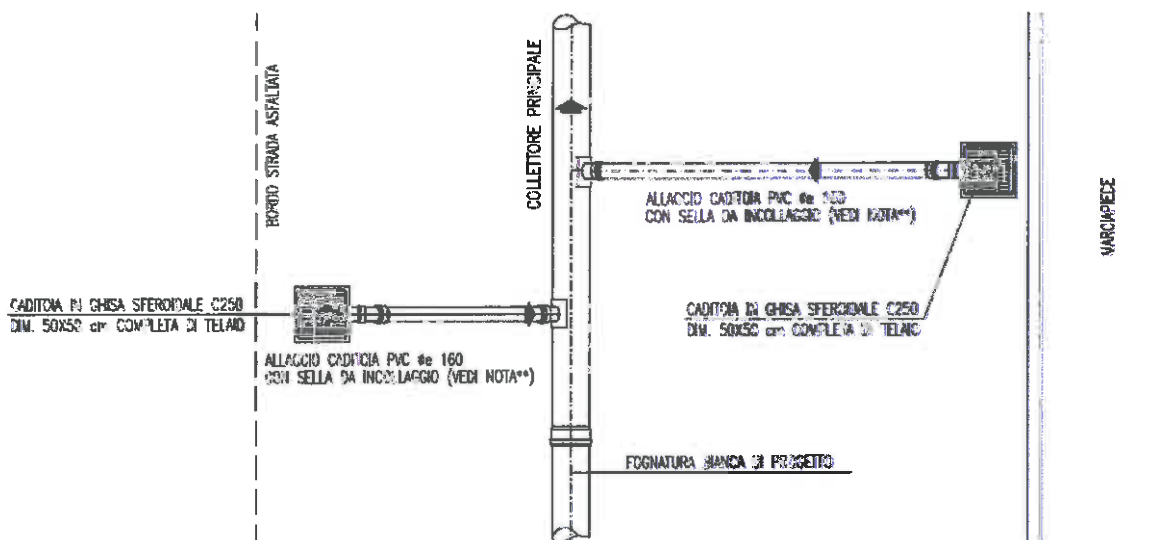 BORDO STRADA ASFALTATA
COLLETTORE PRINCIPALE
MARCIAPIEDE
ALLACCIO CADITOIA PVC de 160
CON SELLA DA INCOLLAGGIO (VEDI NOTA**)
CADITOIA IN GHISA SFEROIDALE C250
DIM. 50X50 cm COMPLETA DI TELAIO
CADITOIA IN GHISA SFEROIDALE C250
DIM. 50X50 cm COMPLETA DI TELAIO
ALLACCIO CADITOIA PVC de 160
CON SELLA DA INCOLLAGGIO (VEDI NOTA**)
FOGNATURA BIANCA DI PROGETTO